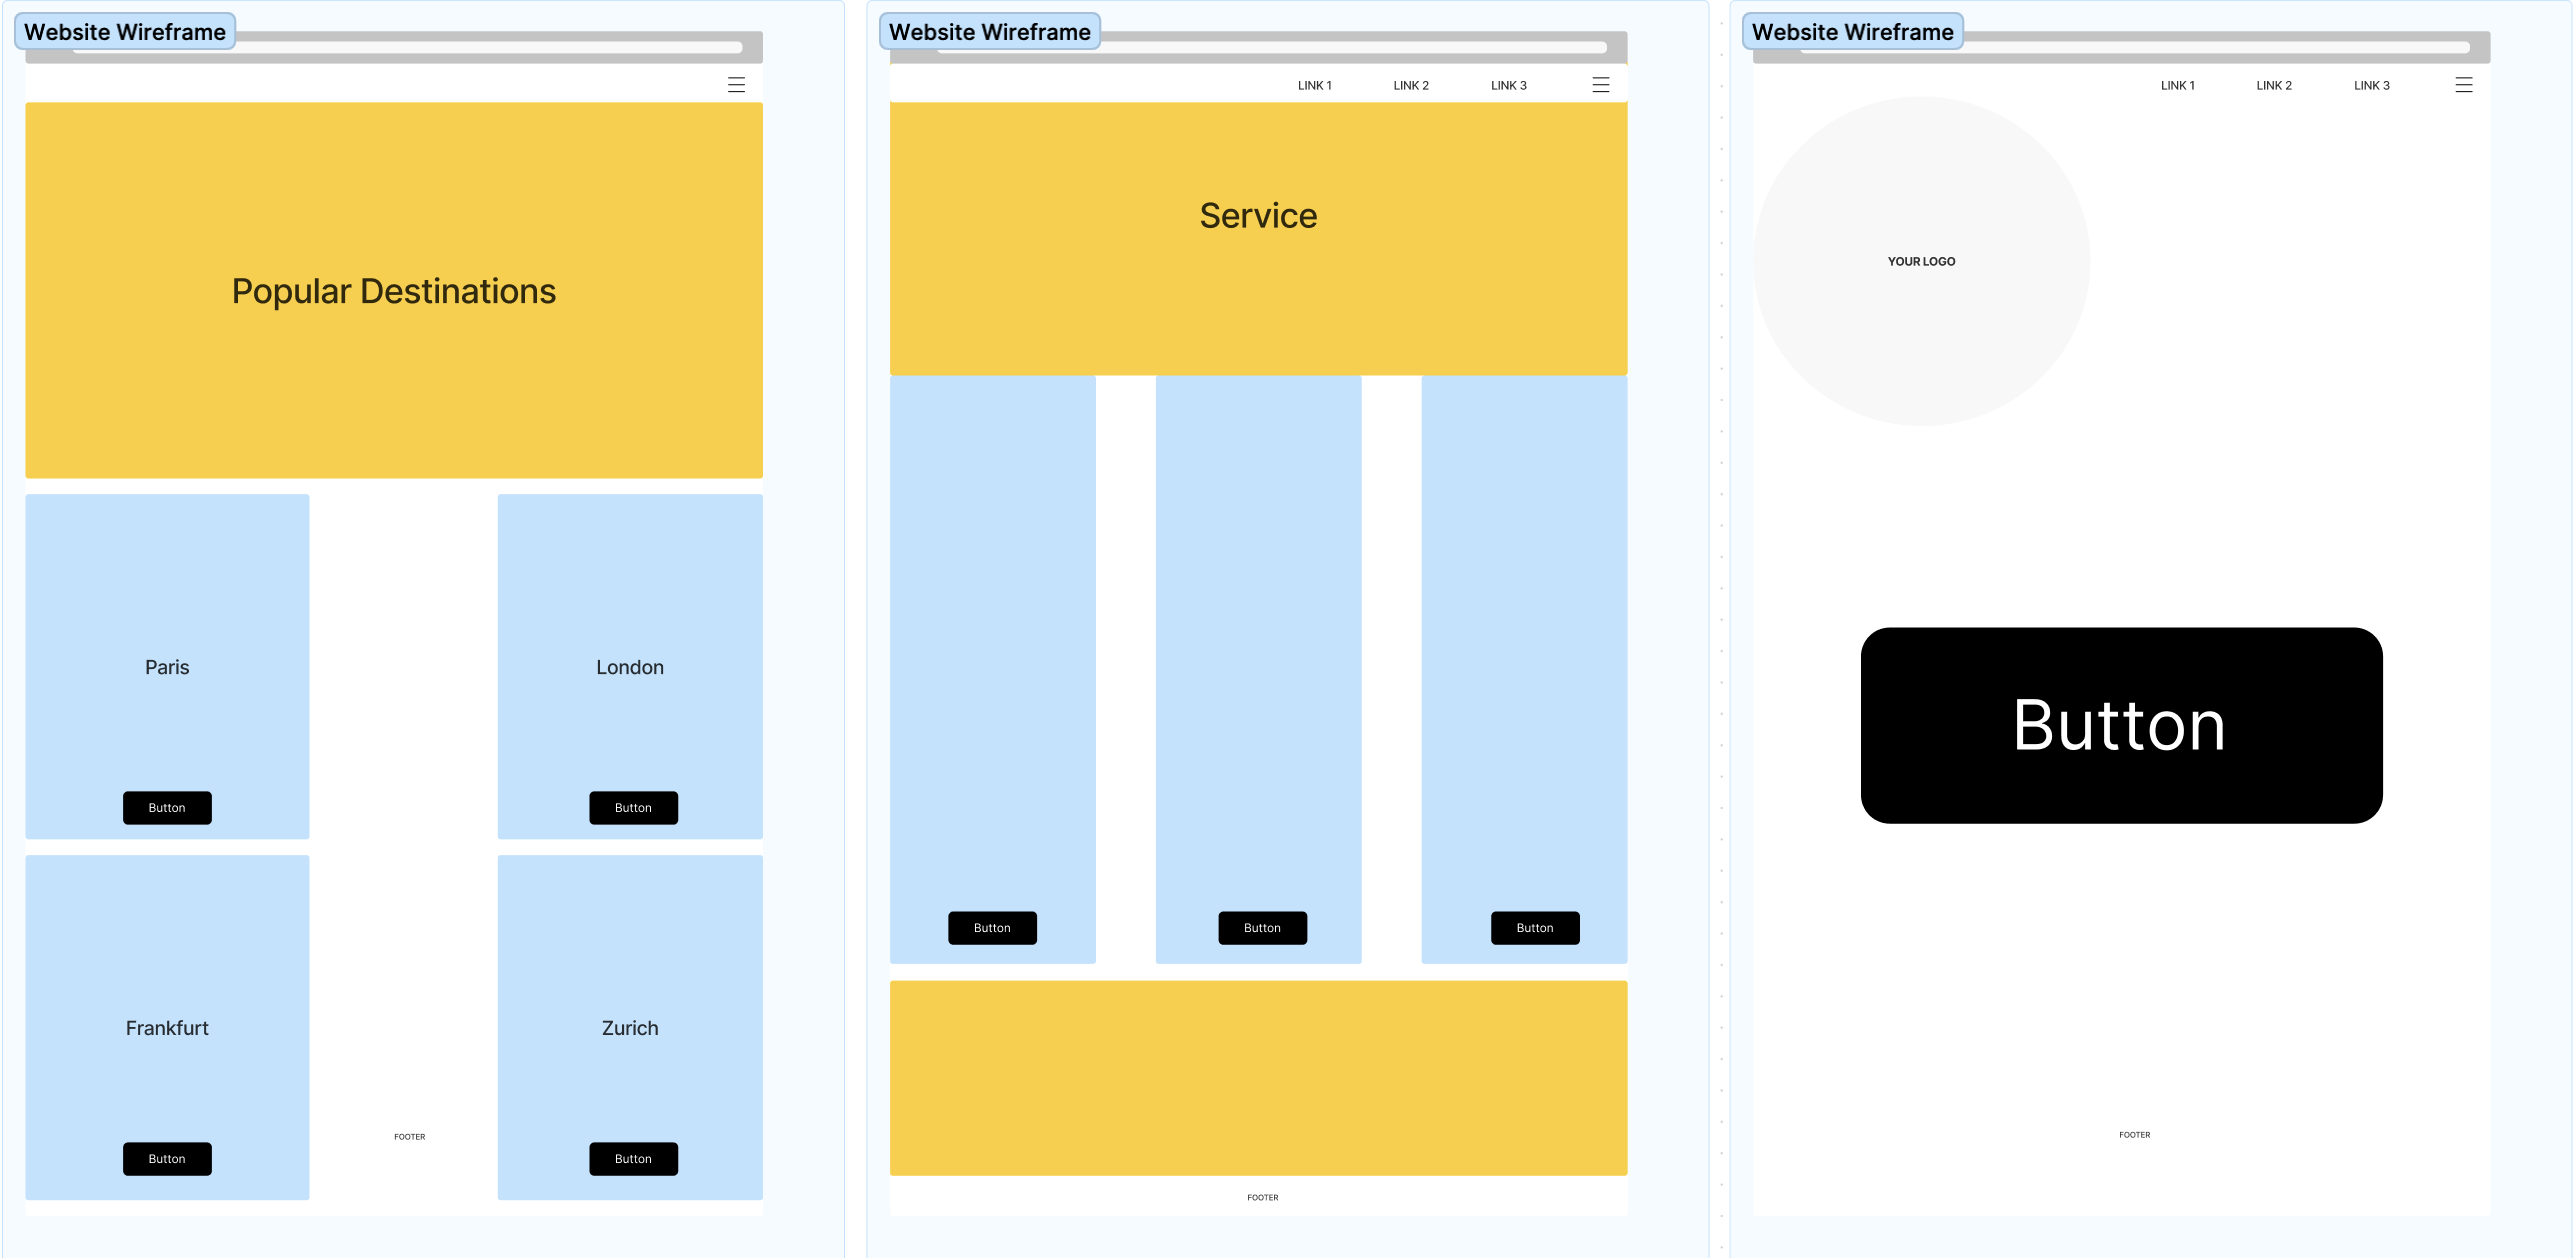 Website Wireframe
Popular Destinations
Paris
London
Button
Button
Frankfurt
Zurich
FOOTER
Button
Button
Website Wireframe
LINK 1
LINK 2
LINK 3
Service
Button
Button
Button
FOOTER
Website Wireframe
LINK 1
LINK 2
LINK 3
YOUR LOGO
Button
FOOTER